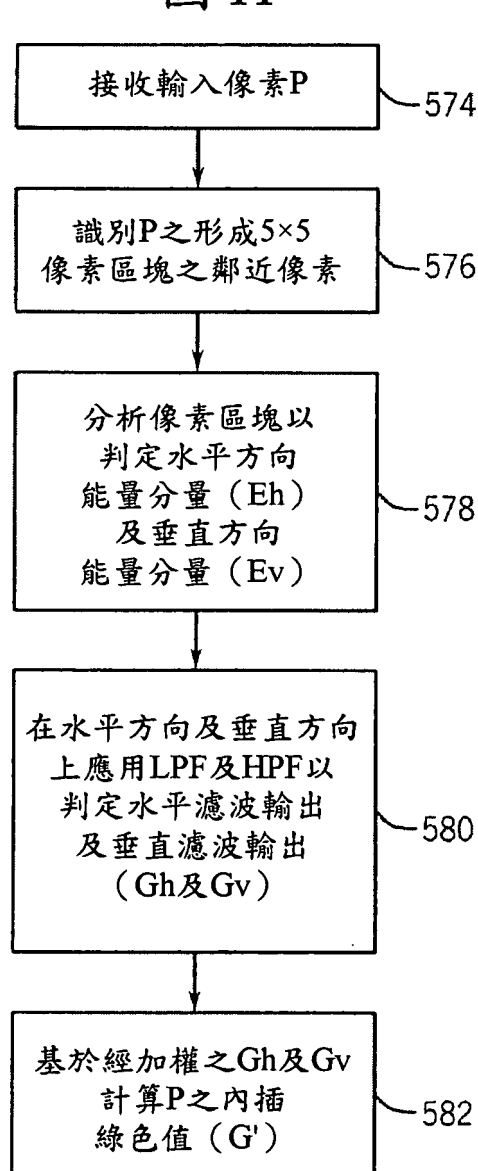 接收輸入像素P
574
識別P之形成5×5
像素區塊之鄰近像素
576
分析像素區塊以
判定水平方向
能量分量（Eh）
及垂直方向
能量分量（Ev）
578
在水平方向及垂直方向
上應用LPF及HPF以
判定水平濾波輸出
及垂直濾波輸出
（Gh及Gv）
580
基於經加權之Gh及Gv
計算P之內插
綠色值（G'）
582